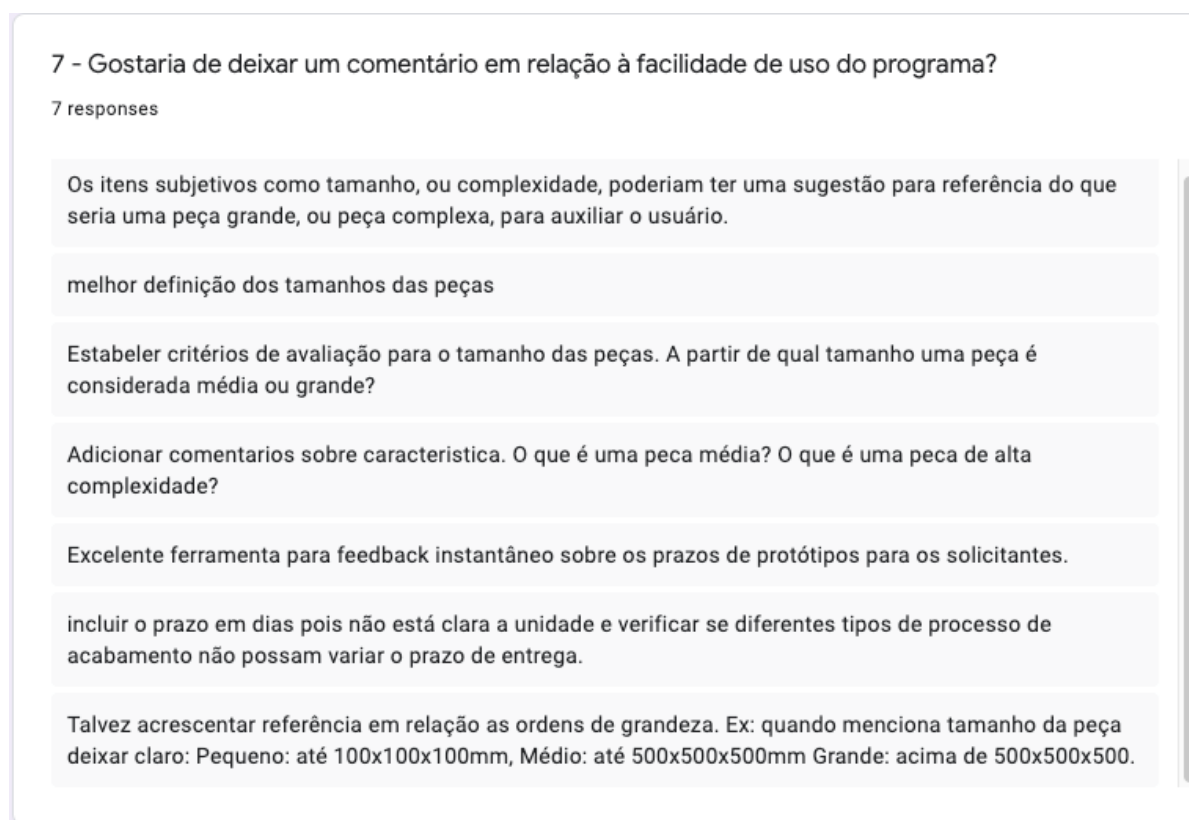 7 - Gostaria de deixar um comentário em relação à facilidade de uso do programa?
7 responses
Os itens subjetivos como tamanho, ou complexidade, poderiam ter uma sugestão para referência do que
seria uma peça grande, ou peça complexa, para auxiliar o usuário.
melhor definição dos tamanhos das peças
Estabeler critérios de avaliação para o tamanho das peças. A partir de qual tamanho uma peça é
considerada média ou grande?
Adicionar comentarios sobre caracteristica. O que é uma peca média? O que é uma peca de alta
complexidade?
Excelente ferramenta para feedback instantâneo sobre os prazos de protótipos para os solicitantes.
incluir o prazo em dias pois não está clara a unidade e verificar se diferentes tipos de processo de
acabamento não possam variar o prazo de entrega.
Talvez acrescentar referência em relação as ordens de grandeza. Ex: quando menciona tamanho da peça
deixar claro: Pequeno: até 100x100x100mm, Médio: até 500x500x500mm Grande: acima de 500x500x500.